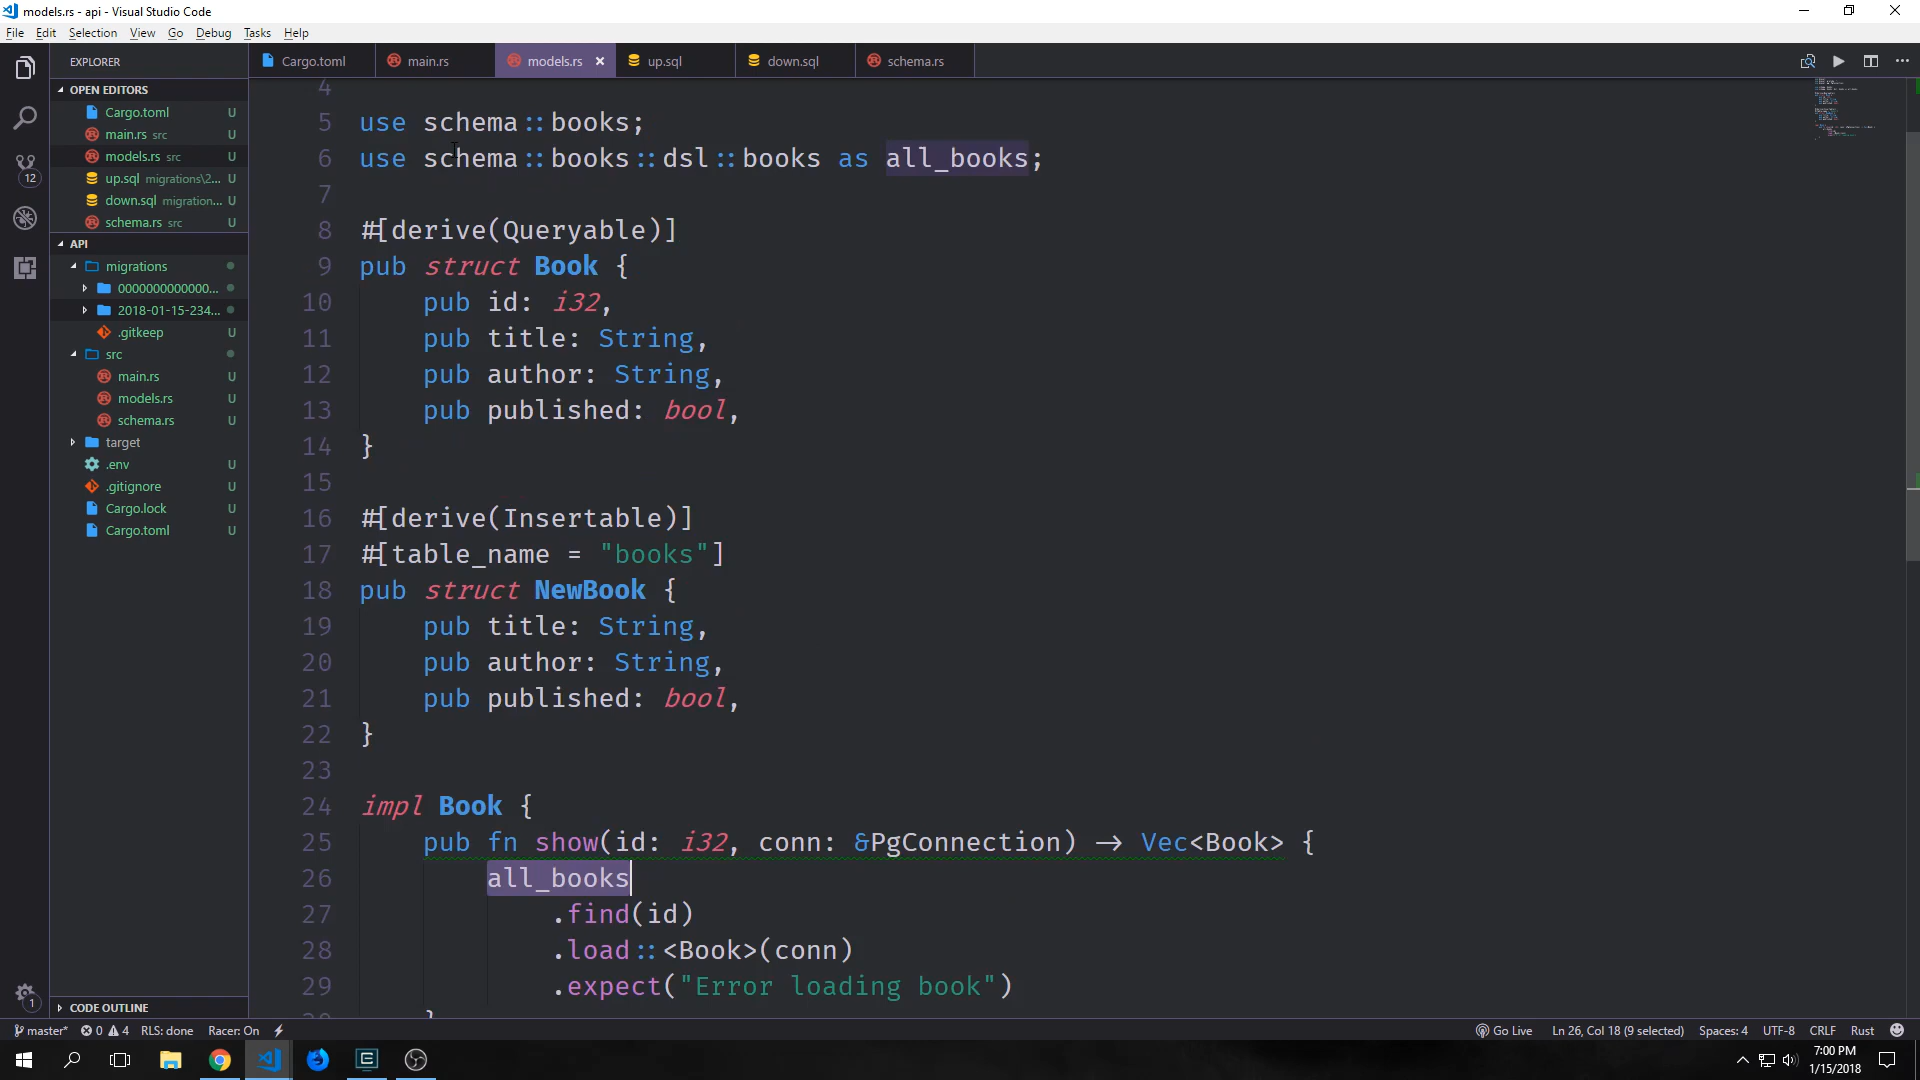 models.rs - api - Visual Studio Code
File Edit Selection View Go Debug Tasks Help
EXPLORER
Cargo.toml main.rs models.rs up.sql down.sql schema.rs
OPEN EDITORS
Cargo.toml U
main.rs src U
models.rs src U
up.sql migrations\2... U
down.sql migration... U
schema.rs src U
API
migrations
0000000000000...
2018-01-15-234...
.gitkeep U
src
main.rs U
models.rs U
schema.rs U
target
.env U
.gitignore U
Cargo.lock U
Cargo.toml U
CODE OUTLINE
12
1
4
5 use schema::books;
6 use schema::books::dsl::books as all_books;
7
8 #[derive(Queryable)]
9 pub struct Book {
10 pub id: i32,
11 pub title: String,
12 pub author: String,
13 pub published: bool,
14 }
15
16 #[derive(Insertable)]
17 #[table_name = "books"]
18 pub struct NewBook {
19 pub title: String,
20 pub author: String,
21 pub published: bool,
22 }
23
24 impl Book {
25 pub fn show(id: i32, conn: &PgConnection) -> Vec<Book> {
26 all_books
27 .find(id)
28 .load::<Book>(conn)
29 .expect("Error loading book")
master* 0 4 RLS: done Racer: On Go Live Ln 26, Col 18 (9 selected) Spaces: 4 UTF-8 CRLF Rust
7:00 PM
1/15/2018